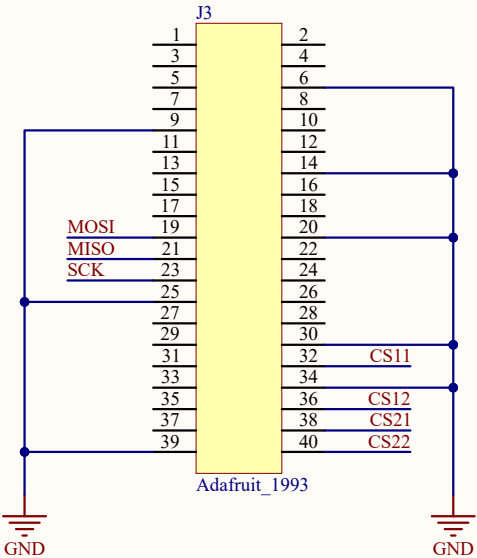 J3
1 2
3 4
5 6
7 8
9 10
11 12
13 14
15 16
17 18
MOSI 19 20
MISO 21 22
SCK 23 24
25 26
27 28
29 30
31 32 CS11
33 34
35 36 CS12
37 38 CS21
39 40 CS22
Adafruit_1993
GND GND